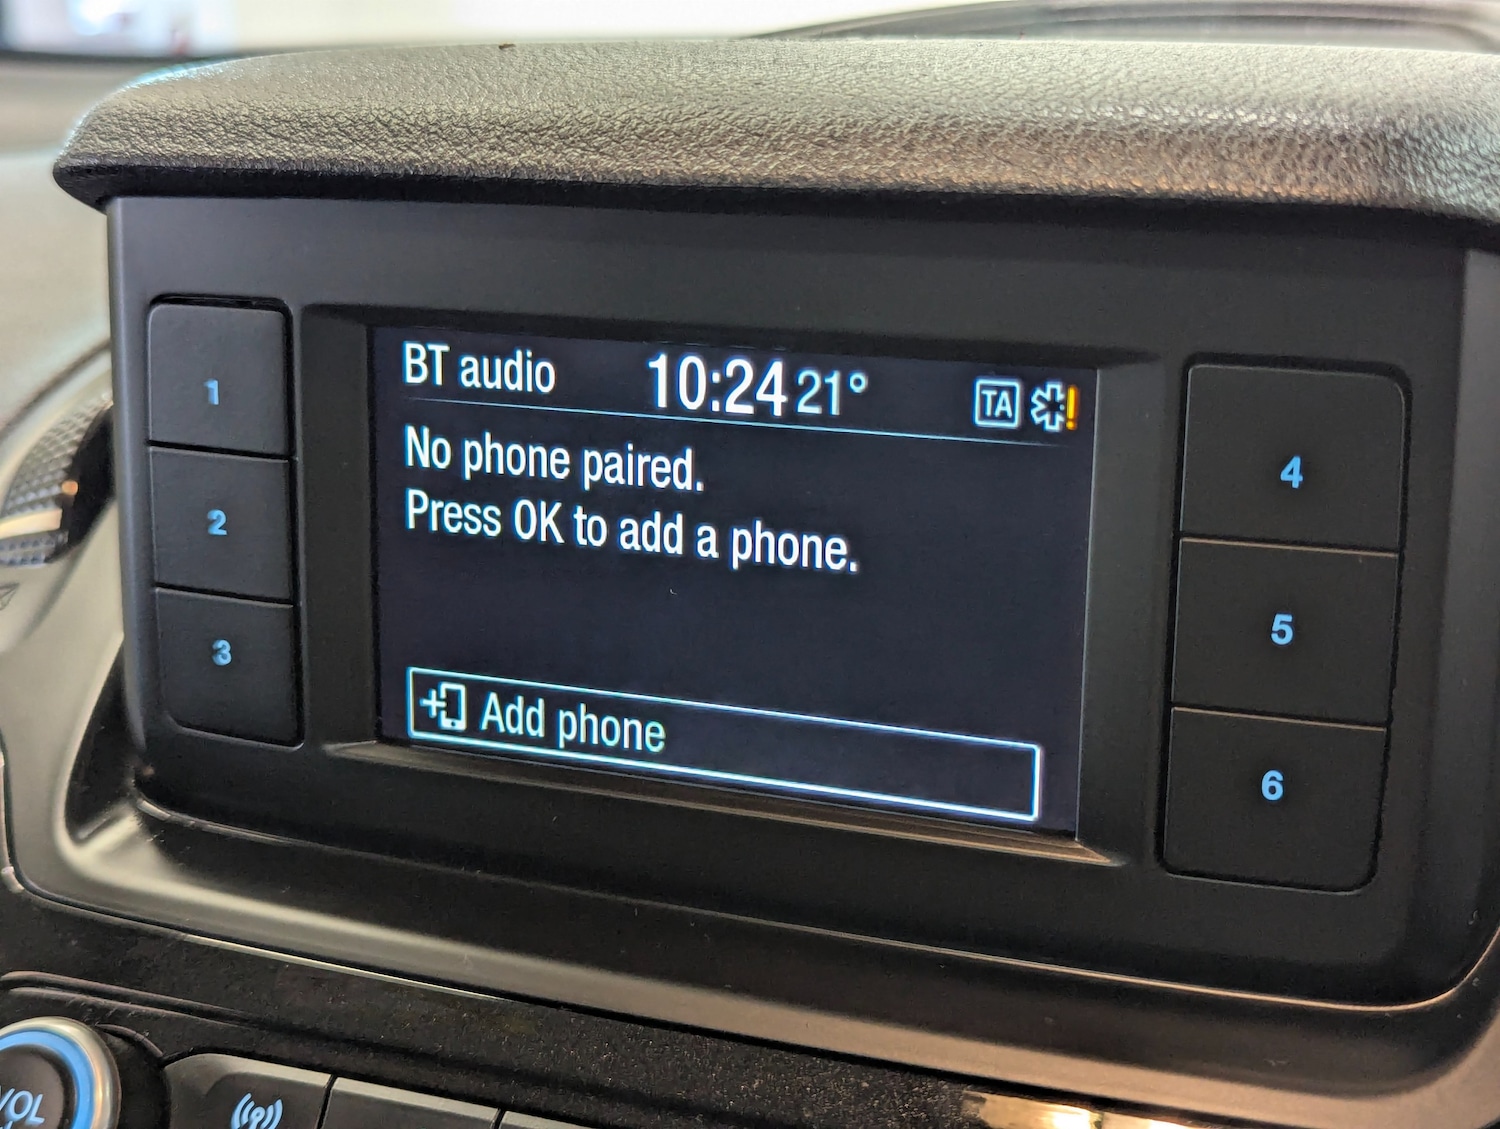 BT audio 10:24 21° TA
No phone paired.
Press OK to add a phone.
Add phone
1
2
3
4
5
6
VOL